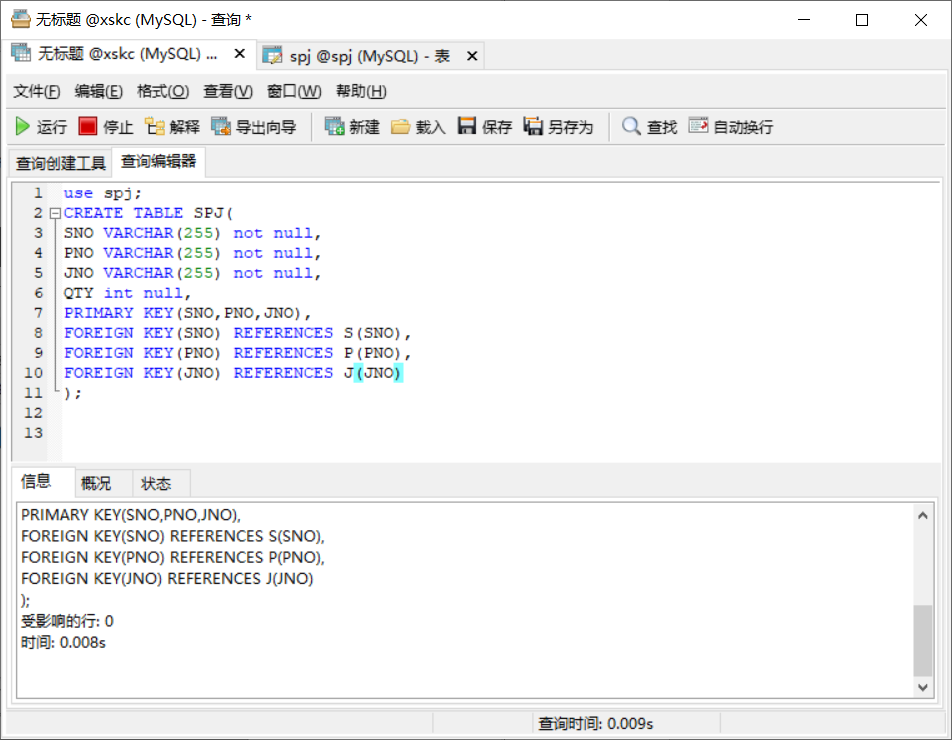 无标题 @xskc (MySQL) - 查询 *
无标题 @xskc (MySQL) ... × spj @spj (MySQL) - 表 ×
文件(F) 编辑(E) 格式(O) 查看(V) 窗口(W) 帮助(H)
运行 停止 解释 导出向导 新建 载入 保存 另存为 查找 自动换行
查询创建工具 查询编辑器
1 use spj;
2 CREATE TABLE SPJ(
3 SNO VARCHAR(255) not null,
4 PNO VARCHAR(255) not null,
5 JNO VARCHAR(255) not null,
6 QTY int null,
7 PRIMARY KEY(SNO,PNO,JNO),
8 FOREIGN KEY(SNO) REFERENCES S(SNO),
9 FOREIGN KEY(PNO) REFERENCES P(PNO),
10 FOREIGN KEY(JNO) REFERENCES J(JNO)
11 );
12
13
信息 概况 状态
PRIMARY KEY(SNO,PNO,JNO),
FOREIGN KEY(SNO) REFERENCES S(SNO),
FOREIGN KEY(PNO) REFERENCES P(PNO),
FOREIGN KEY(JNO) REFERENCES J(JNO)
);
受影响的行: 0
时间: 0.008s
查询时间: 0.009s